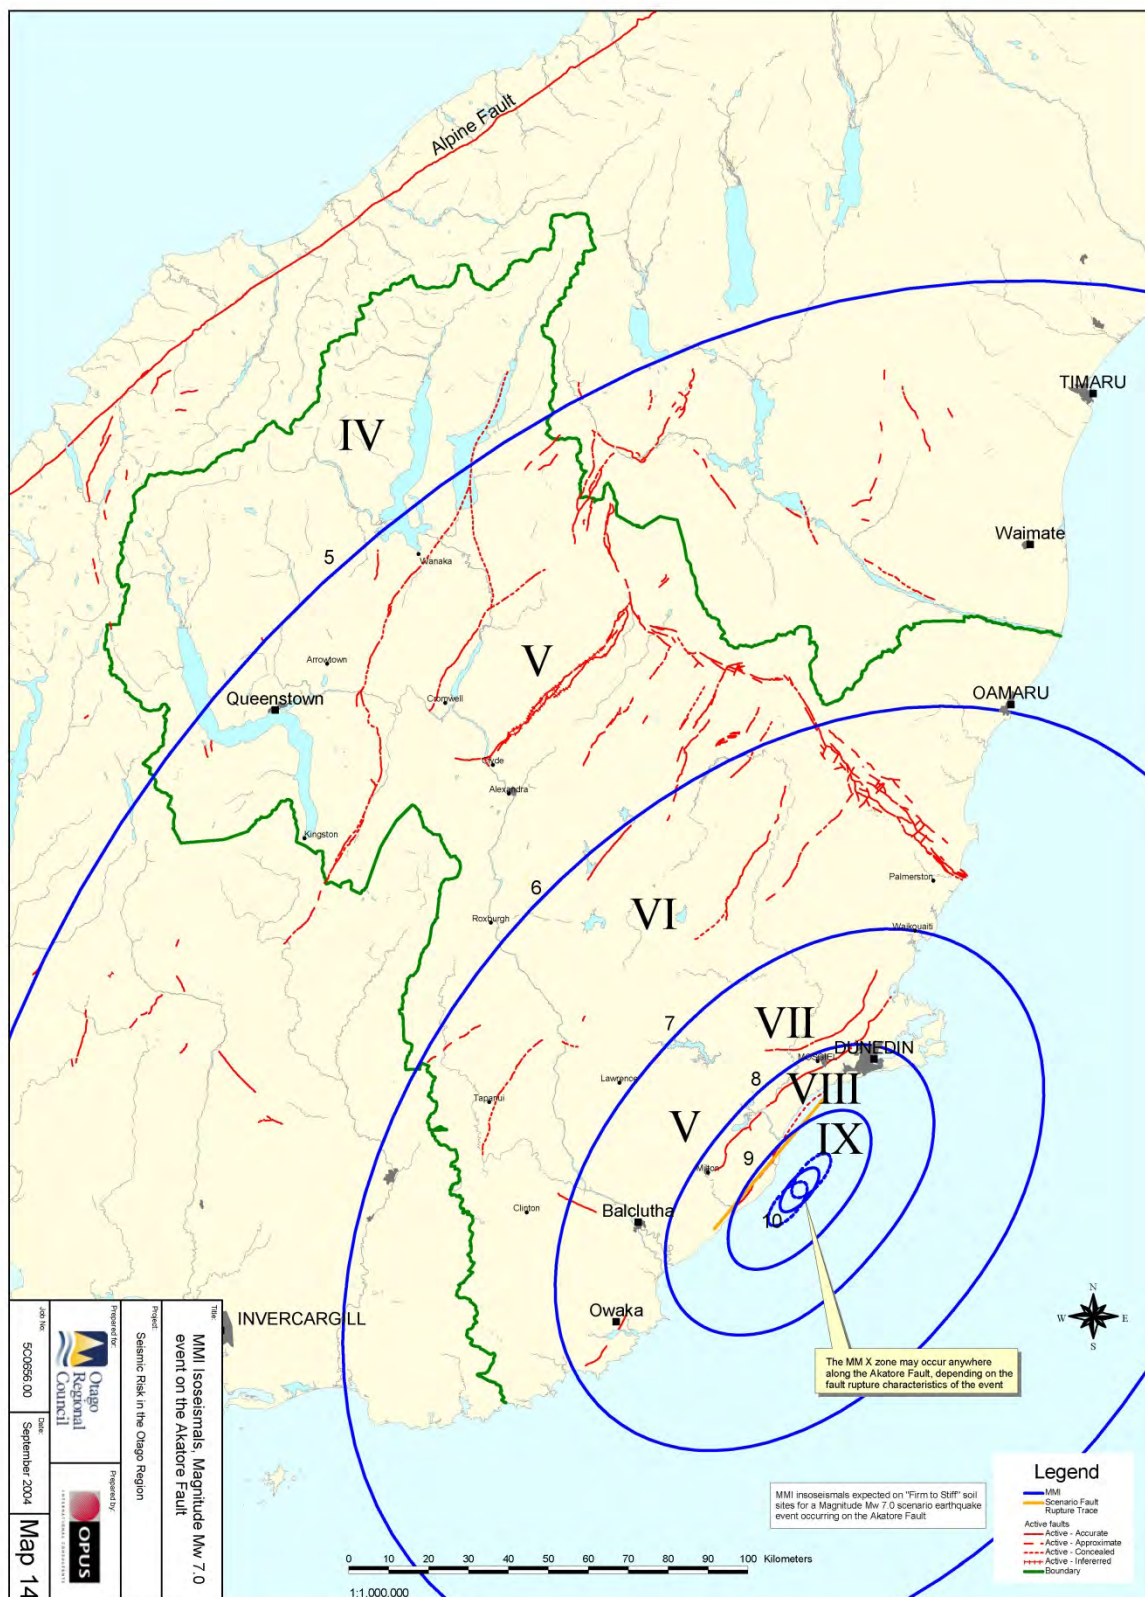 Alpine Fault
TIMARU
IV
Waimate
5
Wanaka
V
Arrowtown
Queenstown
Cromwell
OAMARU
Clyde
Alexandra
Kingston
6
Palmerston
VI
Roxburgh
Waikouaiti
7
VII
DUNEDIN
MOSGIEL
8
VIII
Lawrence
Tapanui
V
IX
9
Milton
Clinton
Balclutha
10
INVERCARGILL
Owaka
N
W
E
S
The MM X zone may occur anywhere
along the Akatore Fault, depending on the
fault rupture characteristics of the event
MMI insoseismals expected on "Firm to Stiff" soil
sites for a Magnitude Mw 7.0 scenario earthquake
event occurring on the Akatore Fault
Legend
MMI
Scenario Fault
Rupture Trace
Active faults
Active - Accurate
Active - Approximate
Active - Concealed
Active - Infererred
Boundary
0 10 20 30 40 50 60 70 80 90 100 Kilometers
1:1,000,000
Title:
MMI Isoseismals, Magnitude Mw 7.0
event on the Akatore Fault
Project:
Seismic Risk in the Otago Region
Prepared for:
Otago
Regional
Council
Prepared by:
OPUS
INTERNATIONAL CONSULTANTS
Job No:
5C0656.00
Date:
September 2004
Map 14